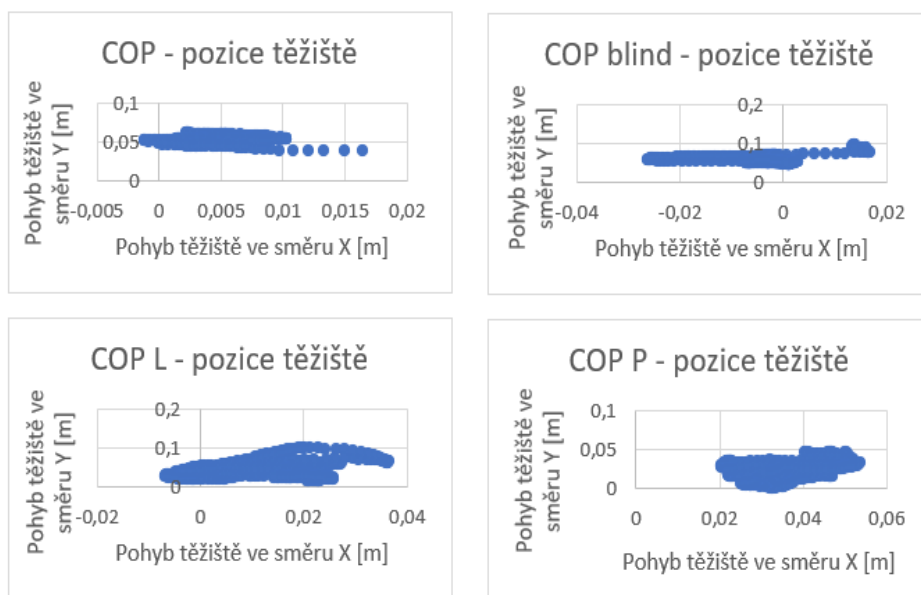 COP - pozice těžiště
Pohyb těžiště ve
směru Y [m]
0,1
0,05
0
-0,005 0 0,005 0,01 0,015 0,02
Pohyb těžiště ve směru X [m]
COP blind - pozice těžiště
Pohyb těžiště ve
směru Y [m]
0,2
0,1
0
-0,04 -0,02 0 0,02
Pohyb těžiště ve směru X [m]
COP L - pozice těžiště
Pohyb těžiště ve
směru Y [m]
0,2
0,1
0
-0,02 0 0,02 0,04
Pohyb těžiště ve směru X [m]
COP P - pozice těžiště
Pohyb těžiště ve
směru Y [m]
0,1
0,05
0
0 0,02 0,04 0,06
Pohyb těžiště ve směru X [m]